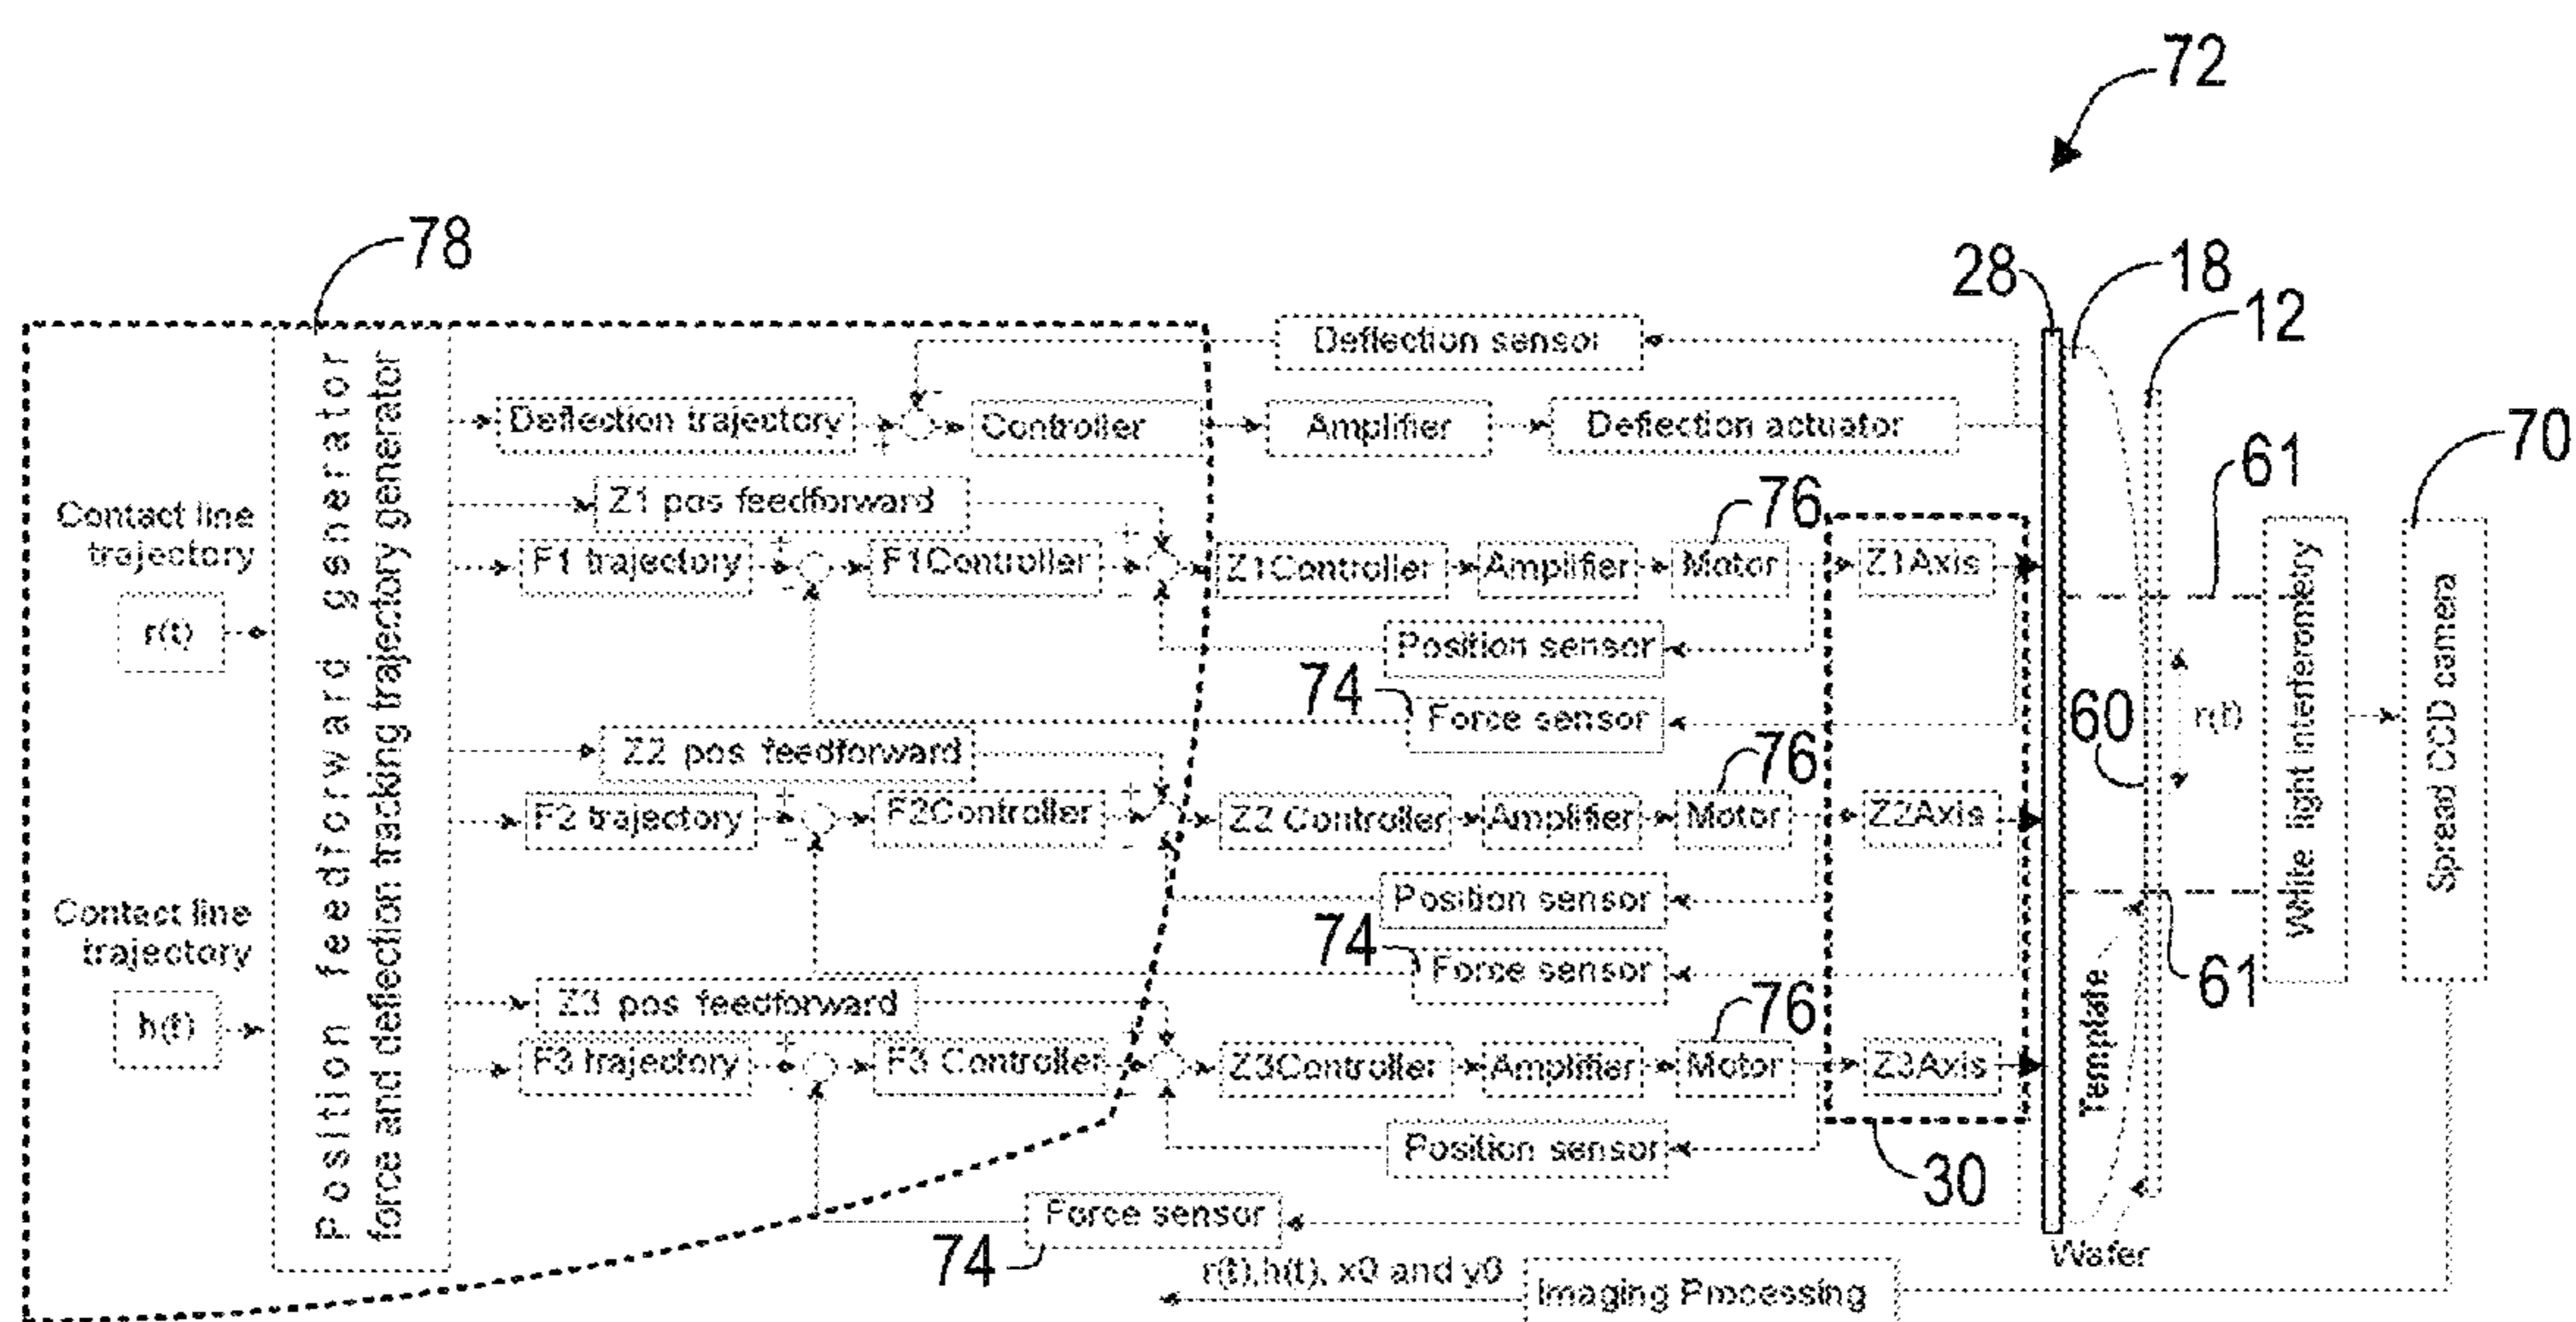 72
78
28
18
12
Deflection sensor
70
Deflection trajectory
Controller
Amplifier
Deflection actuator
61
Z1 pos feedforward
76
Contact line
trajectory
F1 trajectory
F1Controller
Z1Controller
Amplifier
Motor
Z1Axis
r(t)
Position sensor
74
Force sensor
60
r(t)
Z2 pos feedforward
76
F2 trajectory
F2Controller
Z2 Controller
Amplifier
Motor
Z2Axis
Position feedforward generator
force and deflection tracking trajectory generator
White light interferometry
Spread CCD camera
Contact line
trajectory
Position sensor
74
Force sensor
61
Z3 pos feedforward
76
h(t)
Template
F3 trajectory
F3 Controller
Z3Controller
Amplifier
Motor
Z3Axis
Position sensor
30
Force sensor
Wafer
74
r(t),h(t), x0 and y0
Imaging Processing